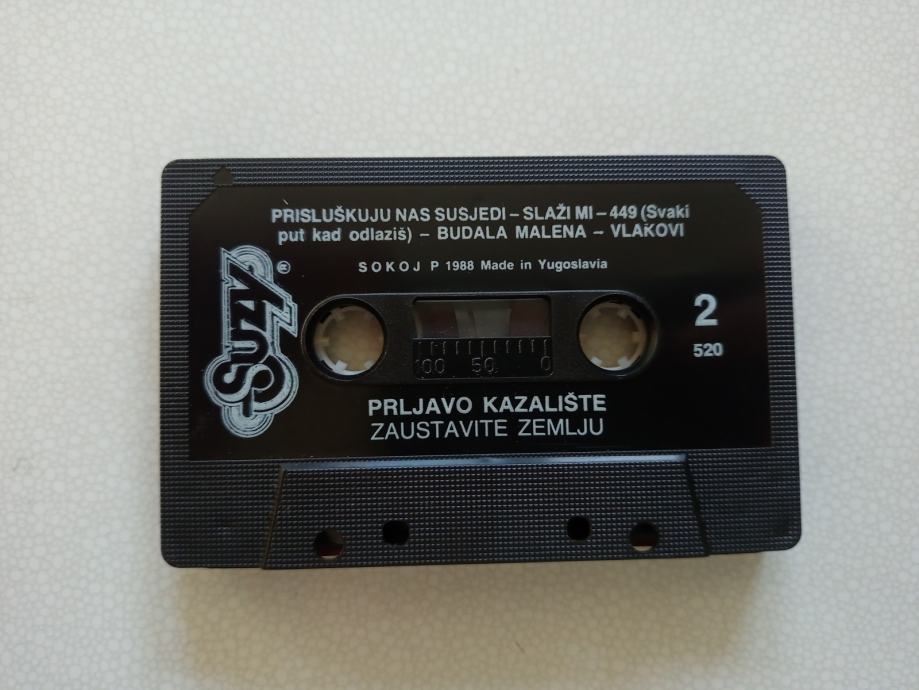 PRISLUŠKUJU NAS SUSJEDI – SLAŽI MI – 449 (Svaki
put kad odlaziš) – BUDALA MALENA – VLAKOVI
SOKOJ P 1988 Made in Yugoslavia
SUZY ®
2
520
100 50 0
PRLJAVO KAZALIŠTE
ZAUSTAVITE ZEMLJU